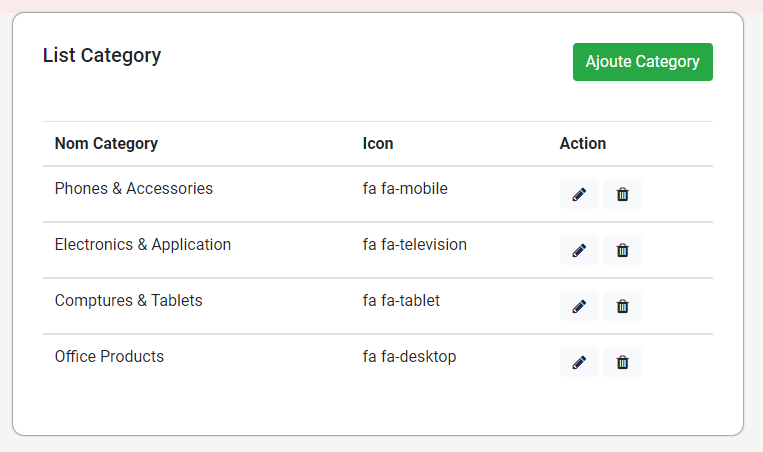 List Category
Ajoute Category
Nom Category Icon Action
Phones & Accessories fa fa-mobile
Electronics & Application fa fa-television
Comptures & Tablets fa fa-tablet
Office Products fa fa-desktop